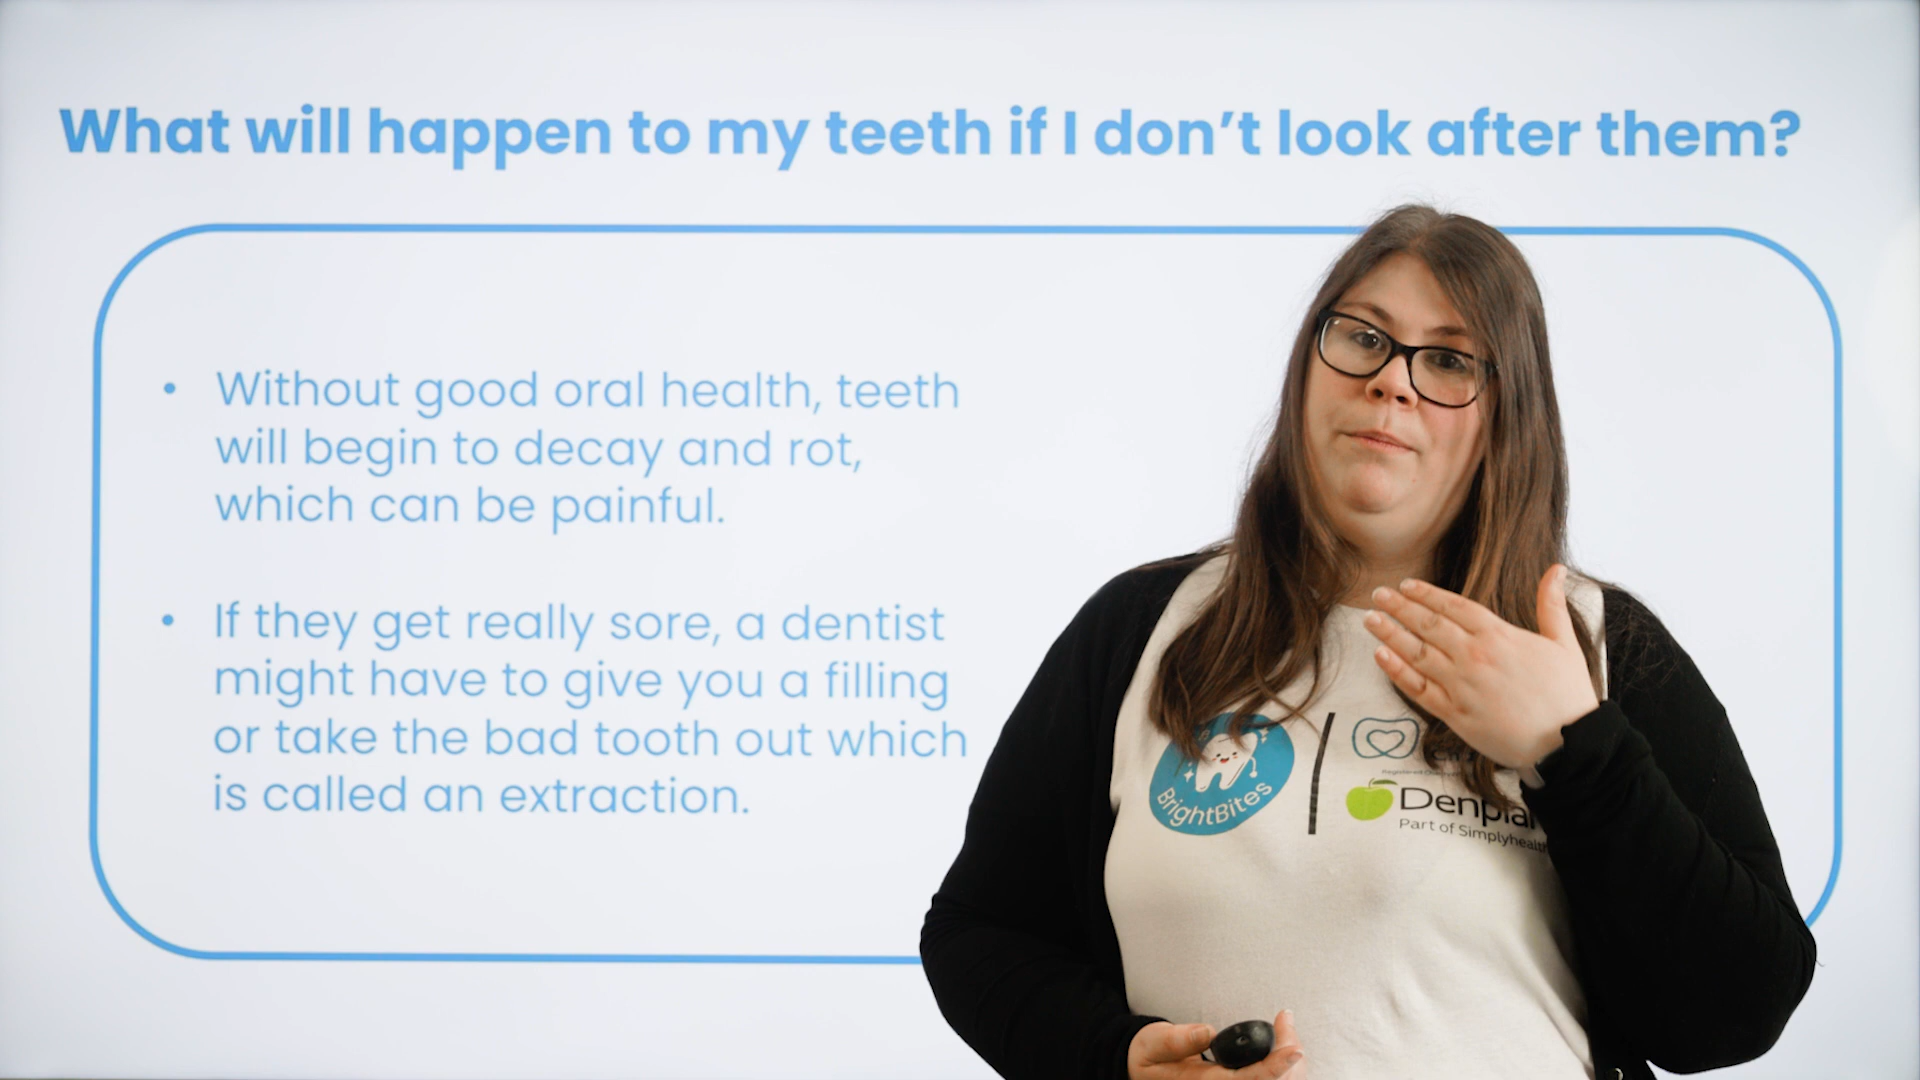 What will happen to my teeth if I don’t look after them?
• Without good oral health, teeth
will begin to decay and rot,
which can be painful.
• If they get really sore, a dentist
might have to give you a filling
or take the bad tooth out which
is called an extraction.
BrightBites
Denplan
Part of Simplyhealth